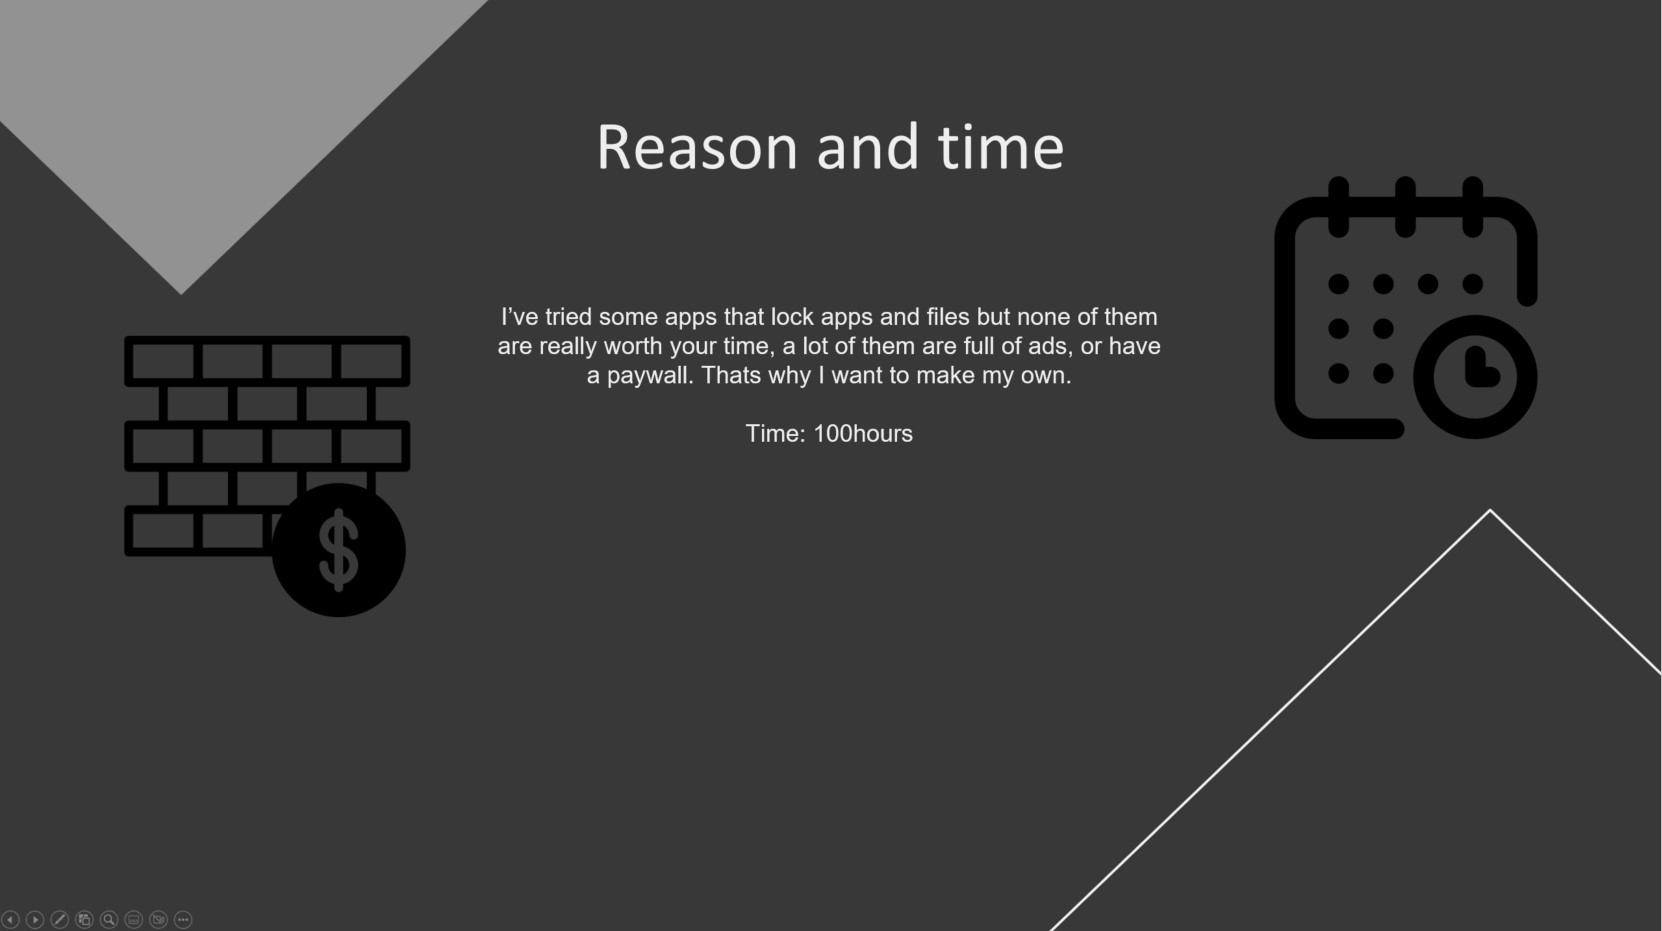 Reason and time
I’ve tried some apps that lock apps and files but none of them
are really worth your time, a lot of them are full of ads, or have
a paywall. Thats why I want to make my own.
Time: 100hours
$